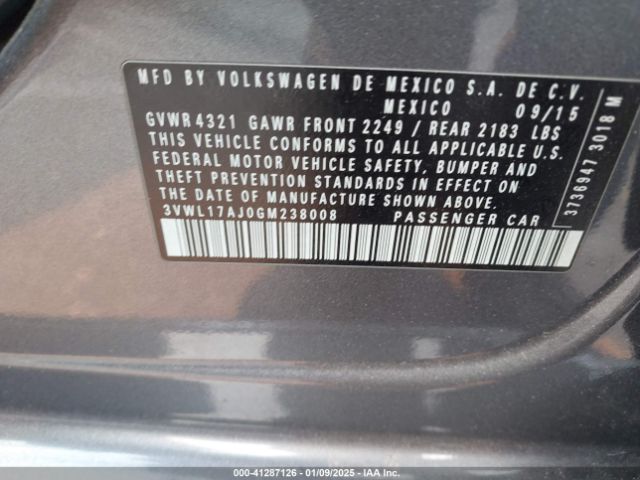 MFD BY VOLKSWAGEN DE MEXICO S.A. DE C.V.
MEXICO 09/15
GVWR 4321 GAWR FRONT 2249 / REAR 2183 LBS
THIS VEHICLE CONFORMS TO ALL APPLICABLE U.S.
FEDERAL MOTOR VEHICLE SAFETY, BUMPER AND
THEFT PREVENTION STANDARDS IN EFFECT ON
THE DATE OF MANUFACTURE SHOWN ABOVE.
3VWL17AJ0GM238008 PASSENGER CAR
3736947 3018 M
000-41287126 - 01/09/2025 - IAA Inc.